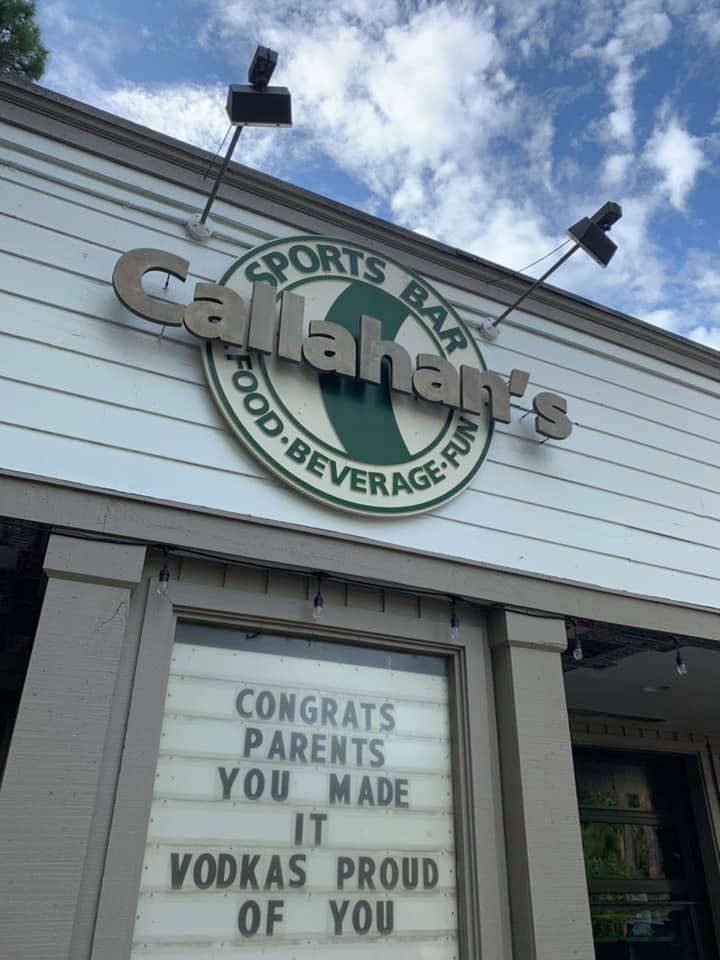 SPORTS BAR
Callahan's
FOOD · BEVERAGE · FUN
CONGRATS
PARENTS
YOU MADE
IT
VODKAS PROUD
OF YOU